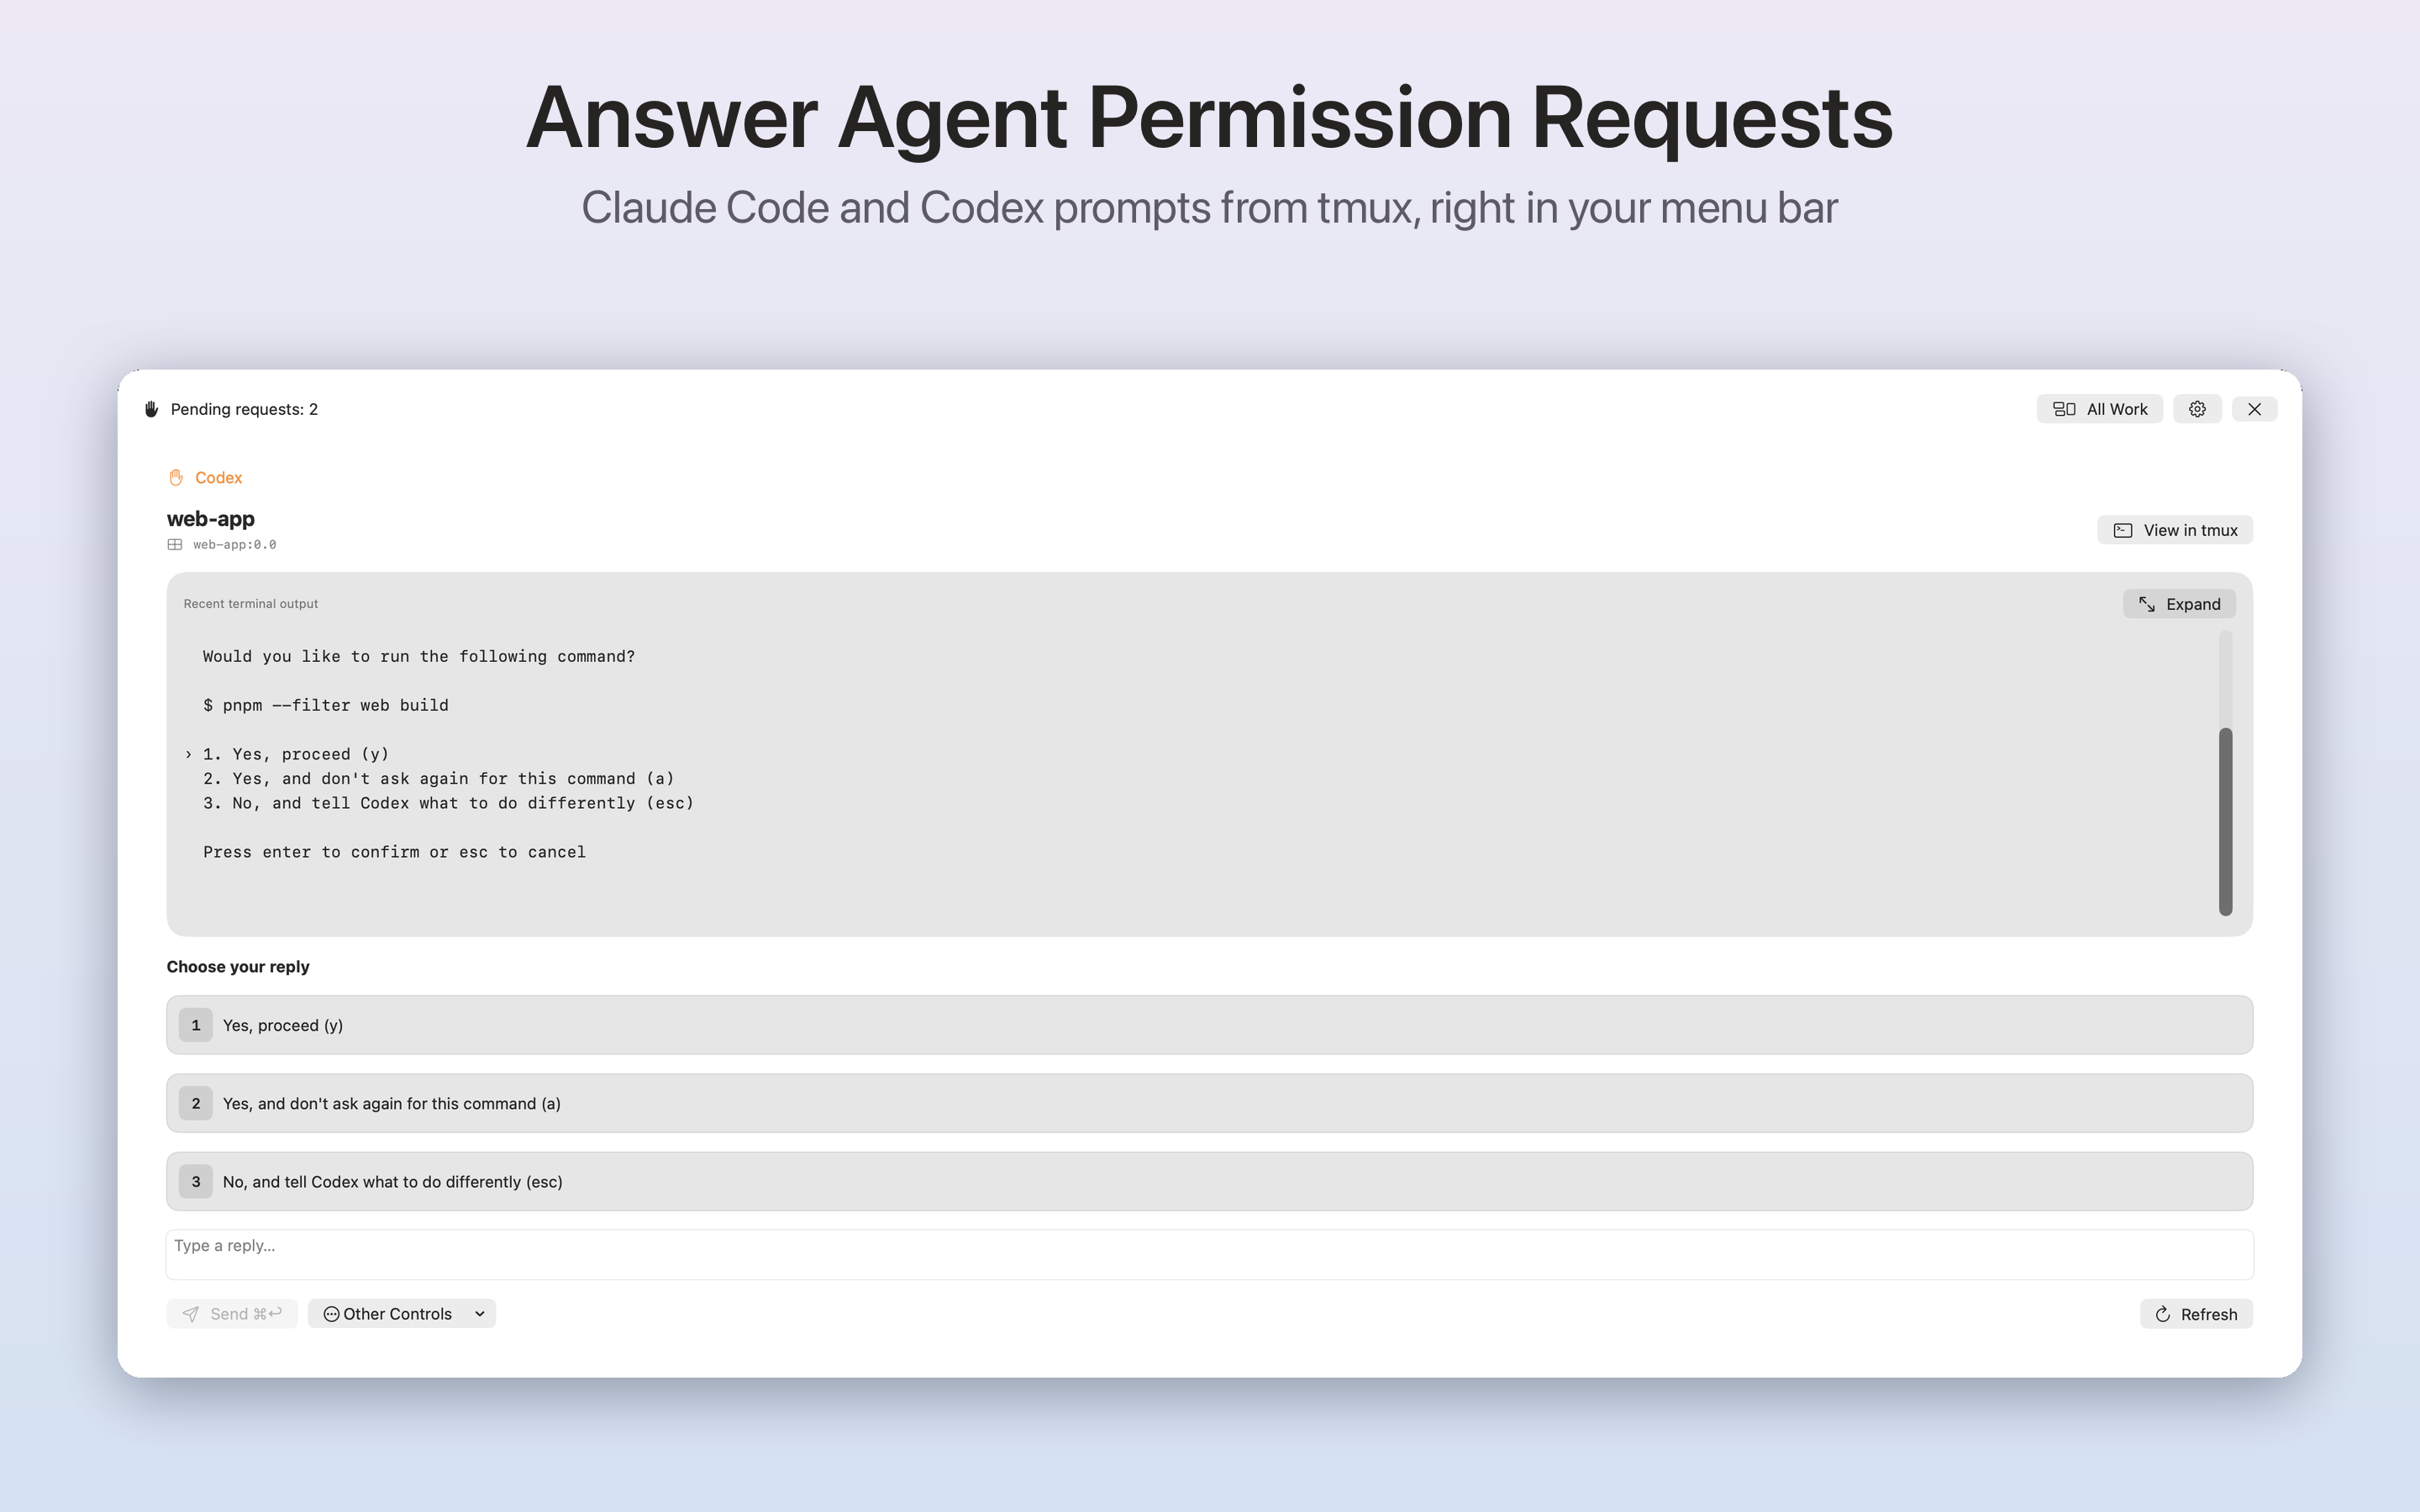 Answer Agent Permission Requests
Claude Code and Codex prompts from tmux, right in your menu bar
Pending requests: 2
All Work
Codex
web-app
web-app:0.0
View in tmux
Recent terminal output
Expand
Would you like to run the following command?
$ pnpm --filter web build
› 1. Yes, proceed (y)
2. Yes, and don't ask again for this command (a)
3. No, and tell Codex what to do differently (esc)
Press enter to confirm or esc to cancel
Choose your reply
1 Yes, proceed (y)
2 Yes, and don't ask again for this command (a)
3 No, and tell Codex what to do differently (esc)
Type a reply...
Send ⌘↩
Other Controls
Refresh